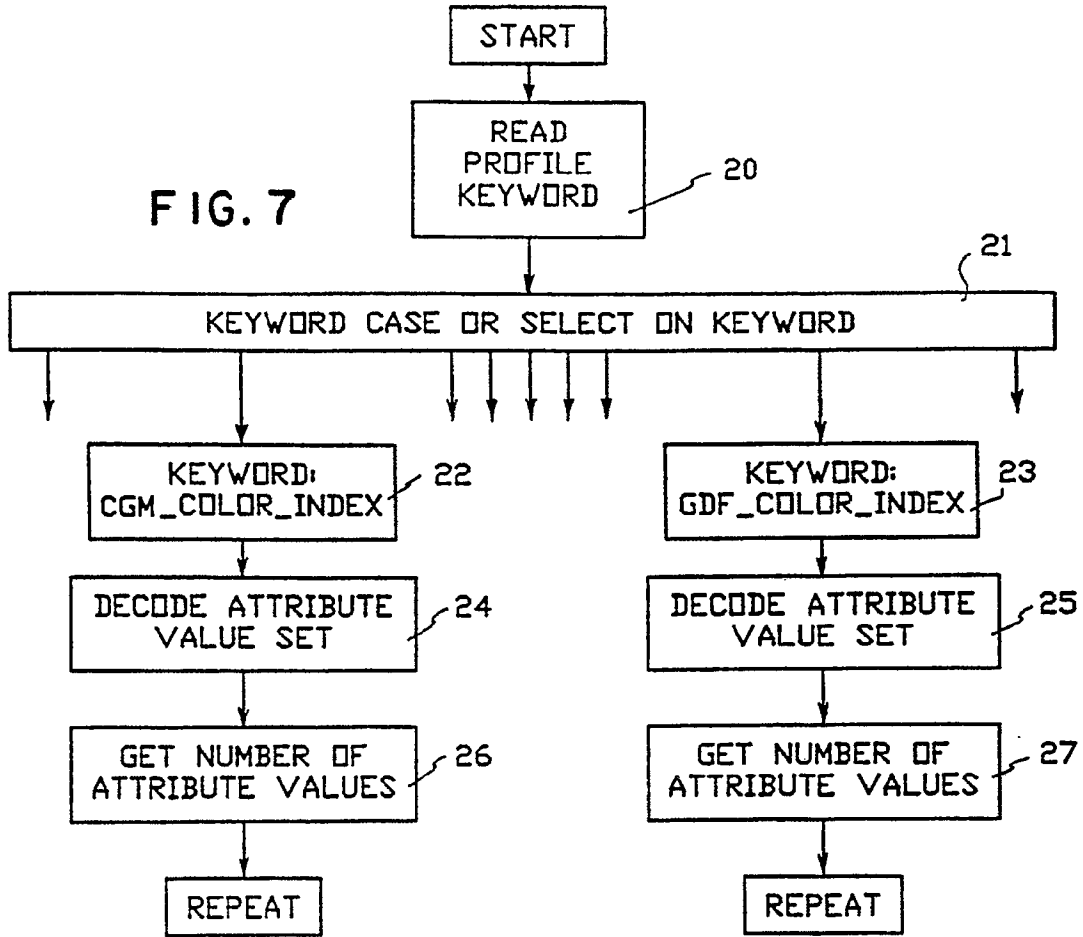 START
READ
PROFILE
KEYWORD
20
FIG. 7
21
KEYWORD CASE OR SELECT ON KEYWORD
KEYWORD:
CGM_COLOR_INDEX
22
KEYWORD:
GDF_COLOR_INDEX
23
DECODE ATTRIBUTE
VALUE SET
24
DECODE ATTRIBUTE
VALUE SET
25
GET NUMBER OF
ATTRIBUTE VALUES
26
GET NUMBER OF
ATTRIBUTE VALUES
27
REPEAT
REPEAT